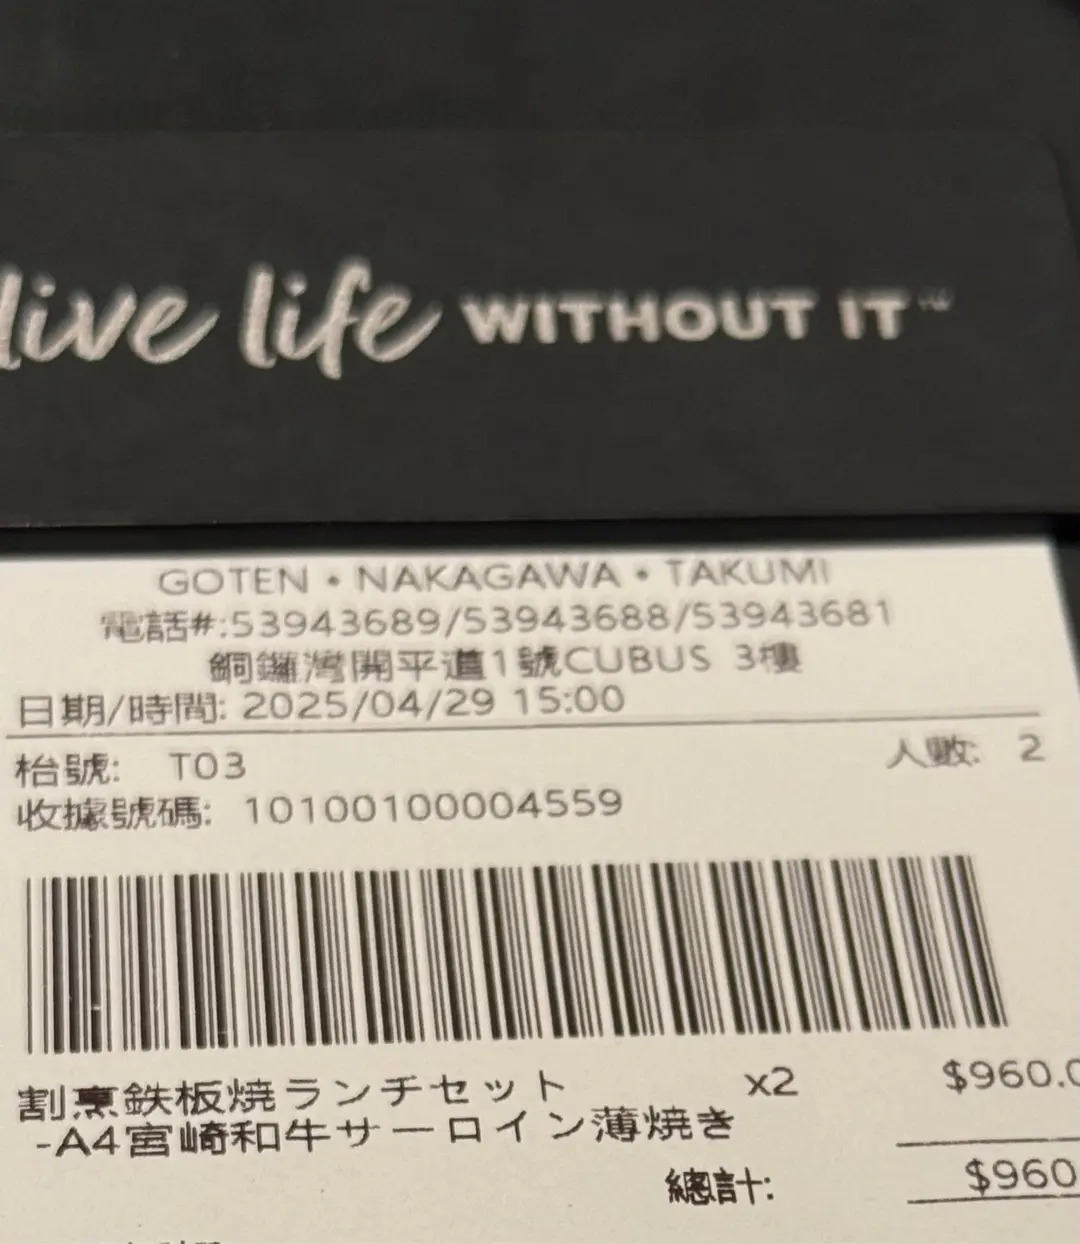 live life WITHOUT IT™
GOTEN • NAKAGAWA • TAKUMI
電話#:53943689/53943688/53943681
銅鑼灣開平道1號CUBUS 3樓
日期/時間: 2025/04/29 15:00
枱號: T03 人數: 2
收據號碼: 10100100004559
割烹鉄板焼ランチセット x2 $960.0
-A4宮崎和牛サーロイン薄焼き
總計: $960